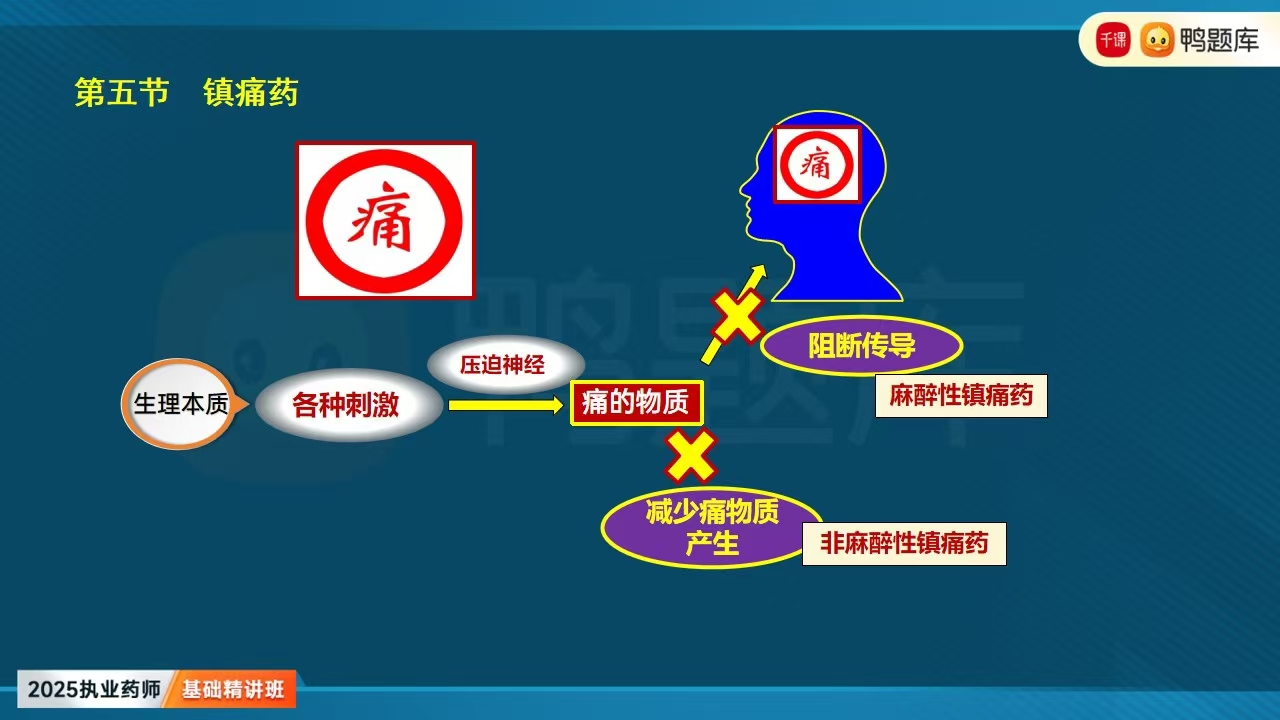 千课
鸭题库
第五节 镇痛药
痛
痛
压迫神经
阻断传导
麻醉性镇痛药
生理本质
各种刺激
痛的物质
减少痛物质
产生
非麻醉性镇痛药
鸭题库
2025执业药师
基础精讲班